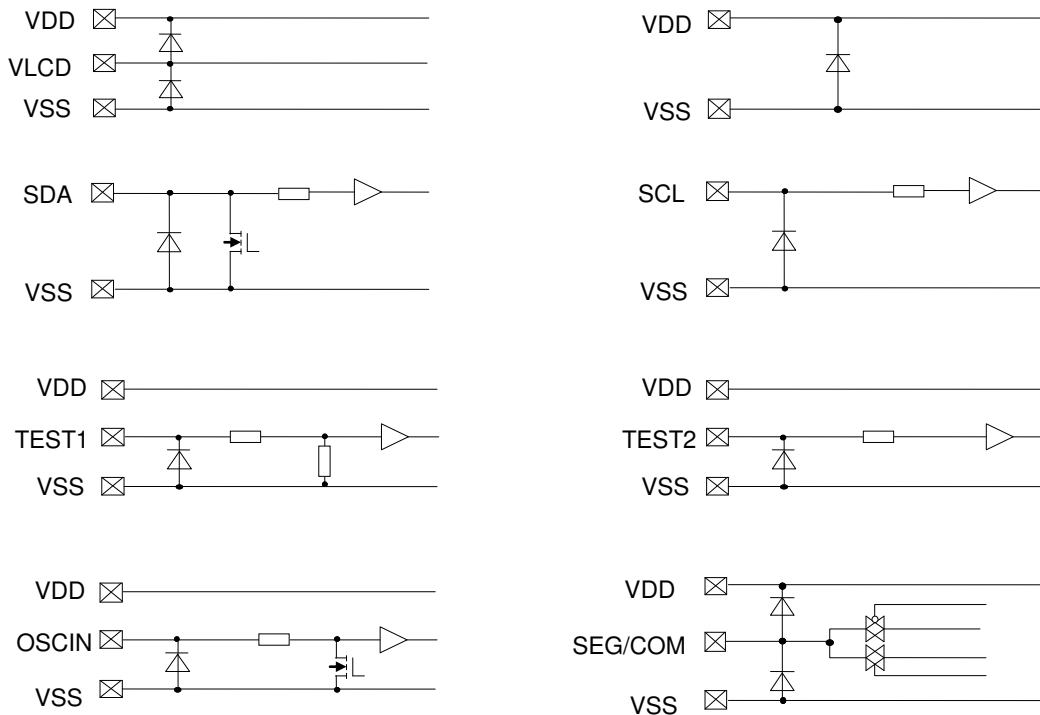 VDD
VLCD
VSS
VDD
VSS
SDA
VSS
SCL
VSS
VDD
TEST1
VSS
VDD
TEST2
VSS
VDD
OSCIN
VSS
VDD
SEG/COM
VSS